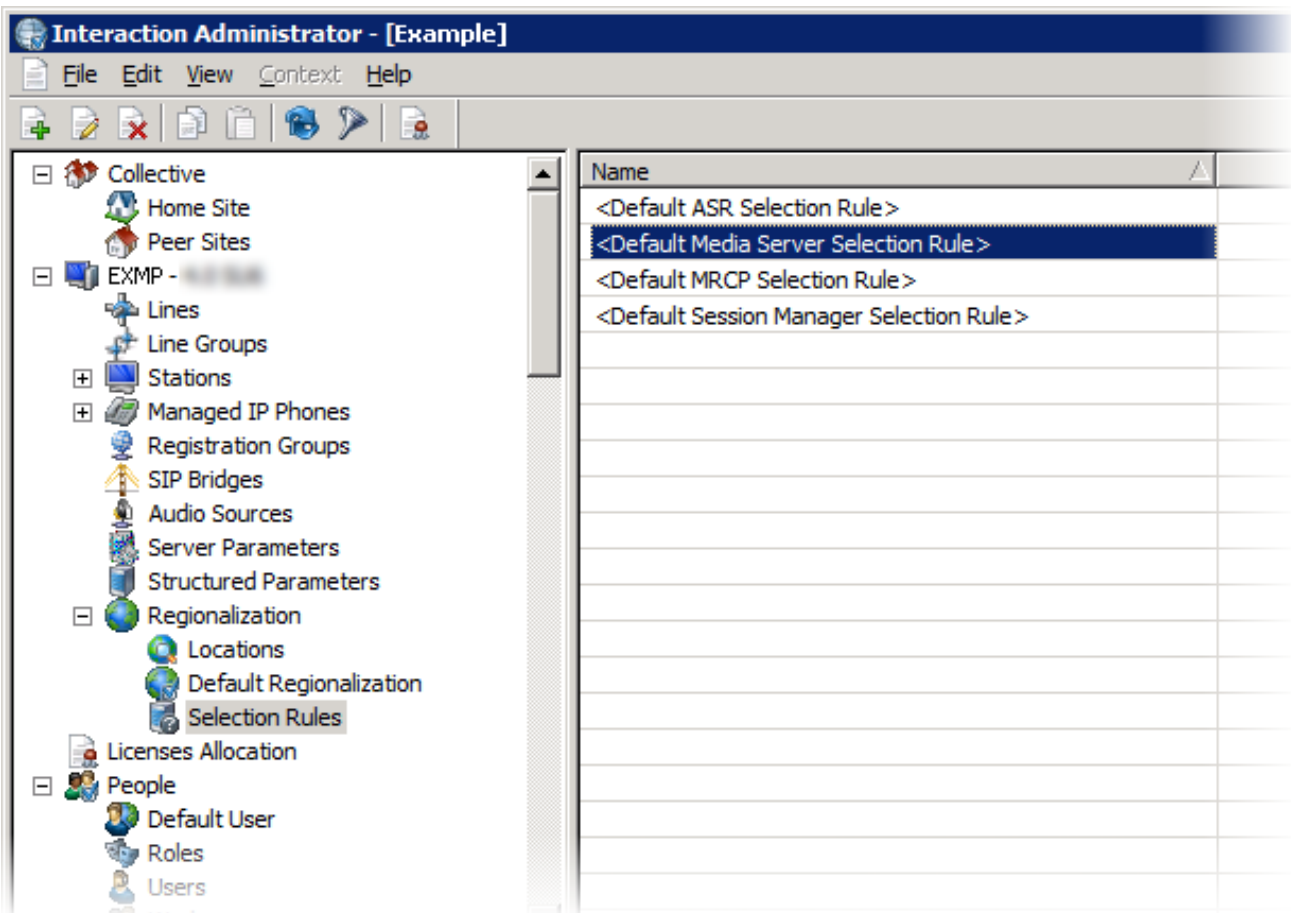 Interaction Administrator - [Example]
File Edit View Context Help
Collective
Home Site
Peer Sites
EXMP -
Lines
Line Groups
Stations
Managed IP Phones
Registration Groups
SIP Bridges
Audio Sources
Server Parameters
Structured Parameters
Regionalization
Locations
Default Regionalization
Selection Rules
Licenses Allocation
People
Default User
Roles
Users
Name
<Default ASR Selection Rule>
<Default Media Server Selection Rule>
<Default MRCP Selection Rule>
<Default Session Manager Selection Rule>